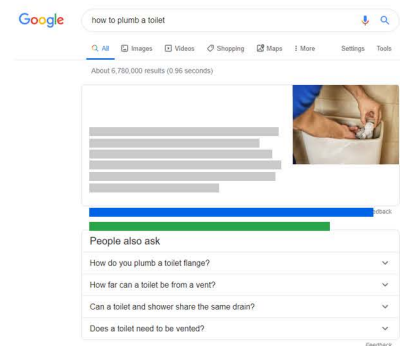 Google
how to plumb a toilet
All Images Videos Shopping Maps More Settings Tools
About 6,760,000 results (0.96 seconds)
People also ask
How do you plumb a toilet flange?
How far can a toilet be from a vent?
Can a toilet and shower share the same drain?
Does a toilet need to be vented?
Feedback